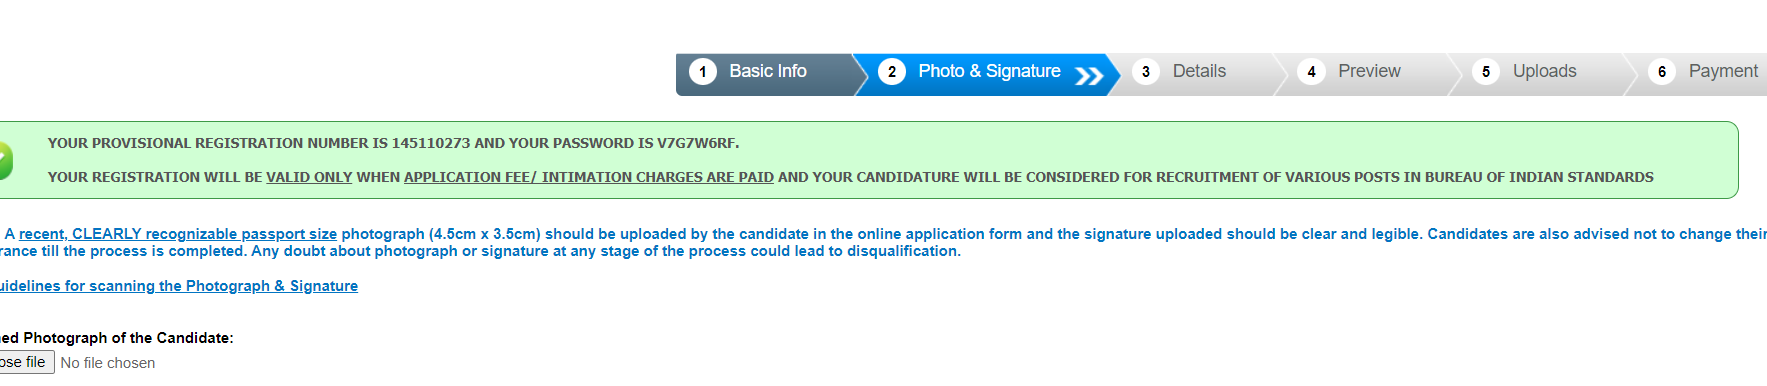 1 Basic Info 2 Photo & Signature 3 Details 4 Preview 5 Uploads 6 Payment
YOUR PROVISIONAL REGISTRATION NUMBER IS 145110273 AND YOUR PASSWORD IS V7G7W6RF.
YOUR REGISTRATION WILL BE VALID ONLY WHEN APPLICATION FEE/ INTIMATION CHARGES ARE PAID AND YOUR CANDIDATURE WILL BE CONSIDERED FOR RECRUITMENT OF VARIOUS POSTS IN BUREAU OF INDIAN STANDARDS
A recent, CLEARLY recognizable passport size photograph (4.5cm x 3.5cm) should be uploaded by the candidate in the online application form and the signature uploaded should be clear and legible. Candidates are also advised not to change their
rance till the process is completed. Any doubt about photograph or signature at any stage of the process could lead to disqualification.
uidelines for scanning the Photograph & Signature
ned Photograph of the Candidate:
ose file No file chosen